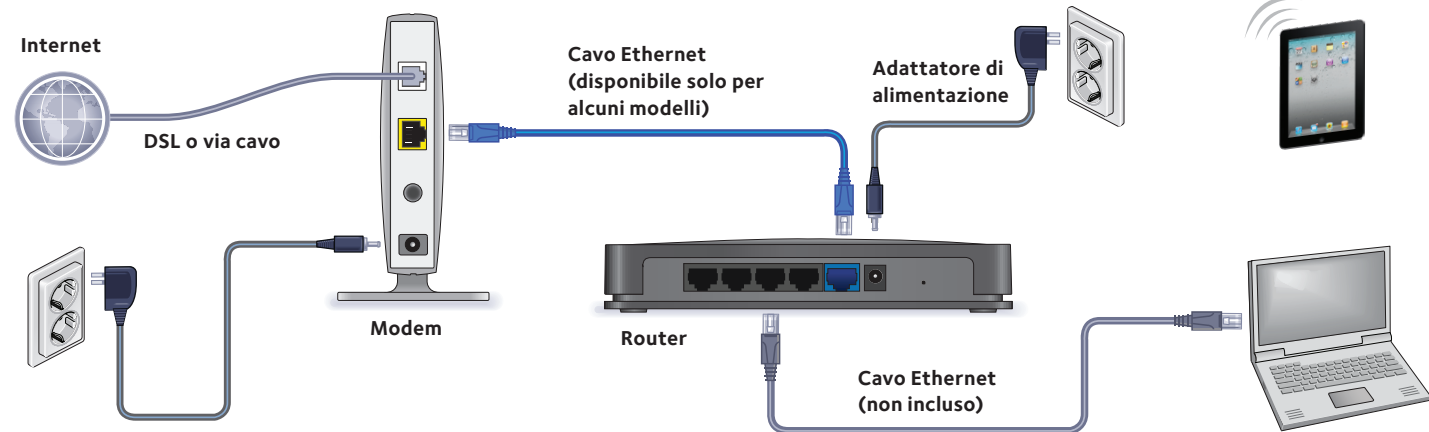 Internet
DSL o via cavo
Modem
Cavo Ethernet
(disponibile solo per
alcuni modelli)
Adattatore di
alimentazione
Router
Cavo Ethernet
(non incluso)